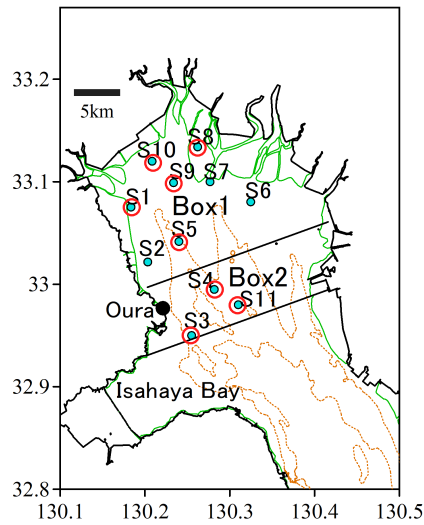 33.2
5km
S8
S10
S9
S7
33.1
S1
S6
Box1
S5
S2
33
S4
Box2
S11
Oura
S3
32.9
Isahaya Bay
32.8
130.1 130.2 130.3 130.4 130.5